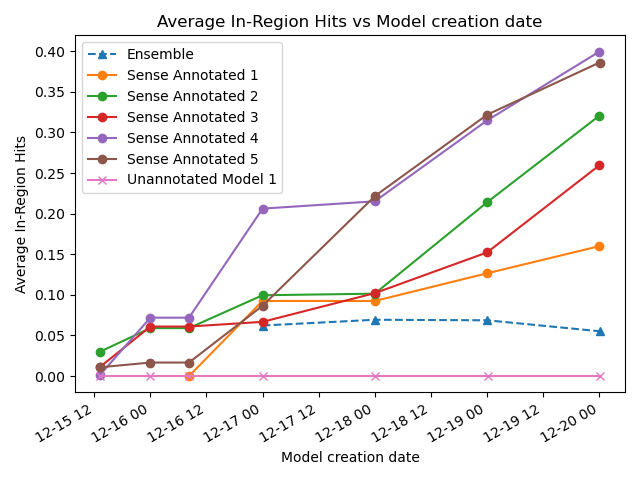 Average In-Region Hits vs Model creation date
Ensemble
Sense Annotated 1
Sense Annotated 2
Sense Annotated 3
Sense Annotated 4
Sense Annotated 5
Unannotated Model 1
Average In-Region Hits
0.40
0.35
0.30
0.25
0.20
0.15
0.10
0.05
0.00
12-15 12
12-16 00
12-16 12
12-17 00
12-17 12
12-18 00
12-18 12
12-19 00
12-19 12
12-20 00
Model creation date